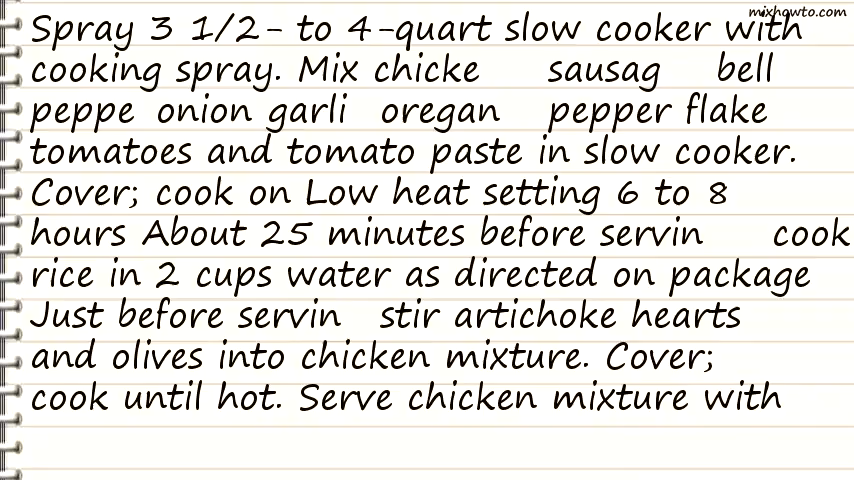 mixhowto.com
Spray 3 1/2- to 4-quart slow cooker with
cooking spray. Mix chicke sausag bell
peppe onion garli oregan pepper flake
tomatoes and tomato paste in slow cooker.
Cover; cook on Low heat setting 6 to 8
hours About 25 minutes before servin cook
rice in 2 cups water as directed on package
Just before servin stir artichoke hearts
and olives into chicken mixture. Cover;
cook until hot. Serve chicken mixture with